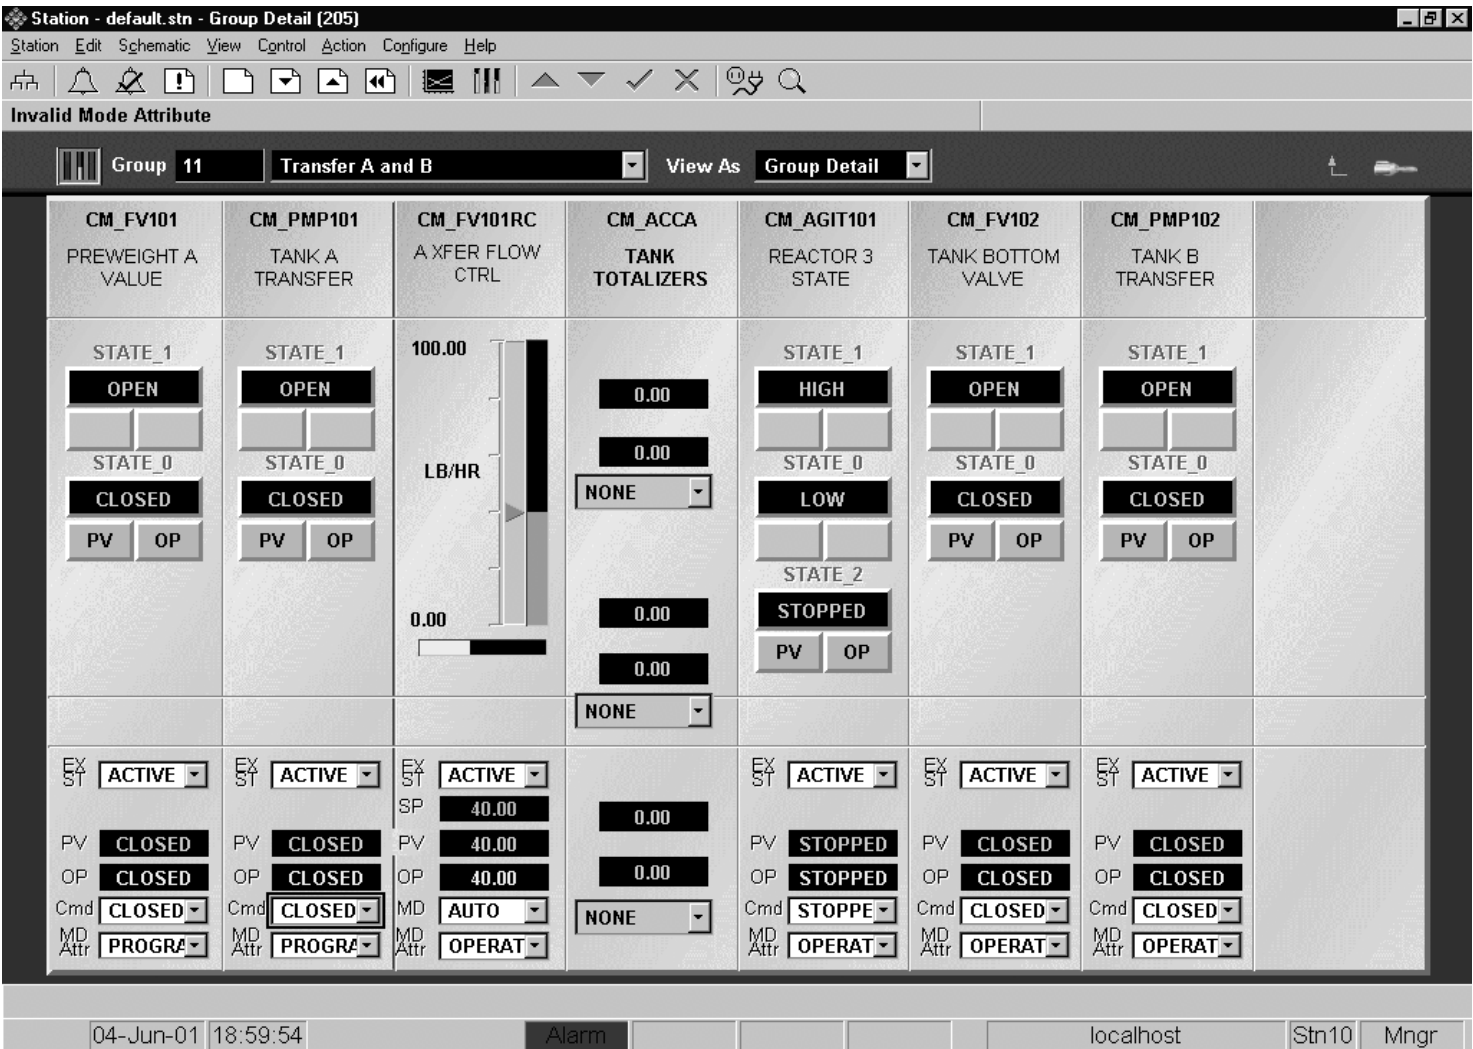 Station - default.stn - Group Detail (205)
Station Edit Schematic View Control Action Configure Help
Invalid Mode Attribute
Group 11 Transfer A and B View As Group Detail
CM_FV101 CM_PMP101 CM_FV101RC CM_ACCA CM_AGIT101 CM_FV102 CM_PMP102
PREWEIGHT A TANK A A XFER FLOW TANK REACTOR 3 TANK BOTTOM TANK B
VALUE TRANSFER CTRL TOTALIZERS STATE VALVE TRANSFER
STATE_1 STATE_1 100.00 STATE_1 STATE_1 STATE_1
OPEN OPEN 0.00 HIGH OPEN OPEN
0.00
STATE_0 STATE_0 LB/HR STATE_0 STATE_0 STATE_0
CLOSED CLOSED NONE LOW CLOSED CLOSED
PV OP PV OP PV OP PV OP
STATE_2
0.00 0.00 STOPPED
0.00 PV OP
NONE
EX ST ACTIVE EX ST ACTIVE EX ST ACTIVE EX ST ACTIVE EX ST ACTIVE EX ST ACTIVE
SP 40.00 0.00
PV CLOSED PV CLOSED PV 40.00 PV STOPPED PV CLOSED PV CLOSED
OP CLOSED OP CLOSED OP 40.00 0.00 OP STOPPED OP CLOSED OP CLOSED
Cmd CLOSED Cmd CLOSED MD AUTO NONE Cmd STOPPE Cmd CLOSED Cmd CLOSED
MD Attr PROGRA MD Attr PROGRA MD Attr OPERAT MD Attr OPERAT MD Attr OPERAT MD Attr OPERAT
04-Jun-01 18:59:54 Alarm localhost Stn10 Mngr